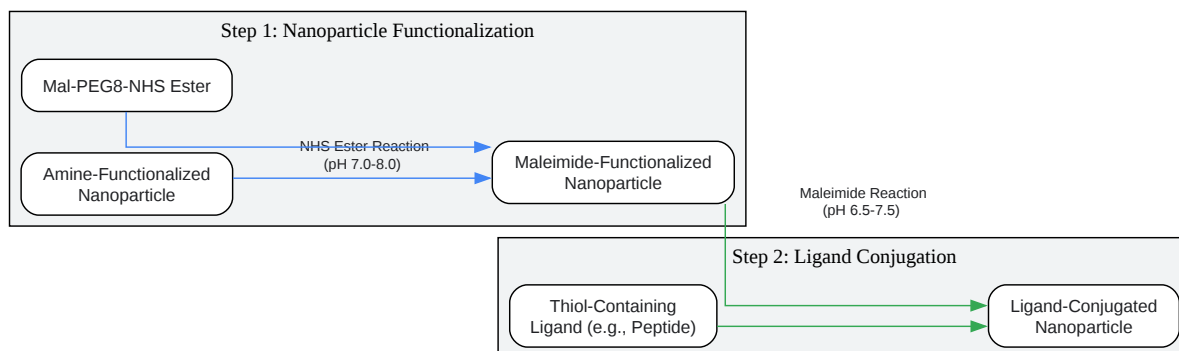 Step 1: Nanoparticle Functionalization
Mal-PEG8-NHS Ester
NHS Ester Reaction
(pH 7.0-8.0)
Amine-Functionalized
Nanoparticle
Maleimide-Functionalized
Nanoparticle
Maleimide Reaction
(pH 6.5-7.5)
Step 2: Ligand Conjugation
Thiol-Containing
Ligand (e.g., Peptide)
Ligand-Conjugated
Nanoparticle